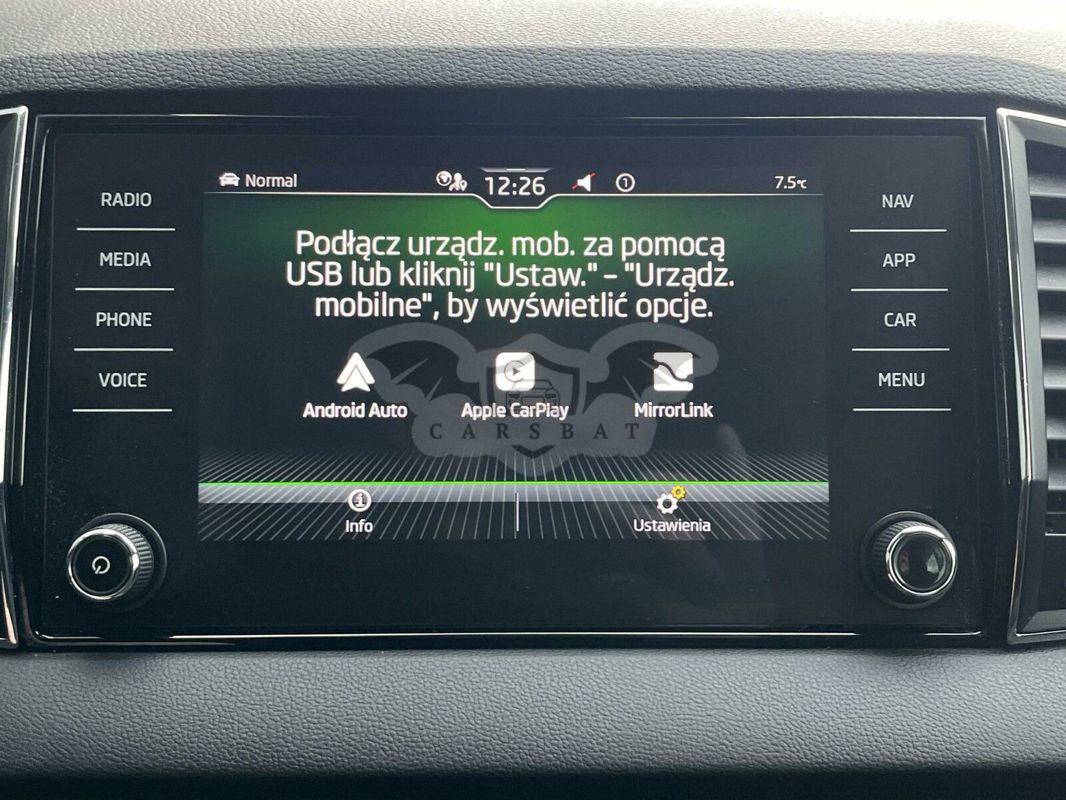 Normal
12:26
1
7.5°C
RADIO
MEDIA
PHONE
VOICE
NAV
APP
CAR
MENU
Podłącz urządz. mob. za pomocą
USB lub kliknij "Ustaw." – "Urządz.
mobilne", by wyświetlić opcje.
Android Auto
Apple CarPlay
MirrorLink
CARSBAT
Info
Ustawienia